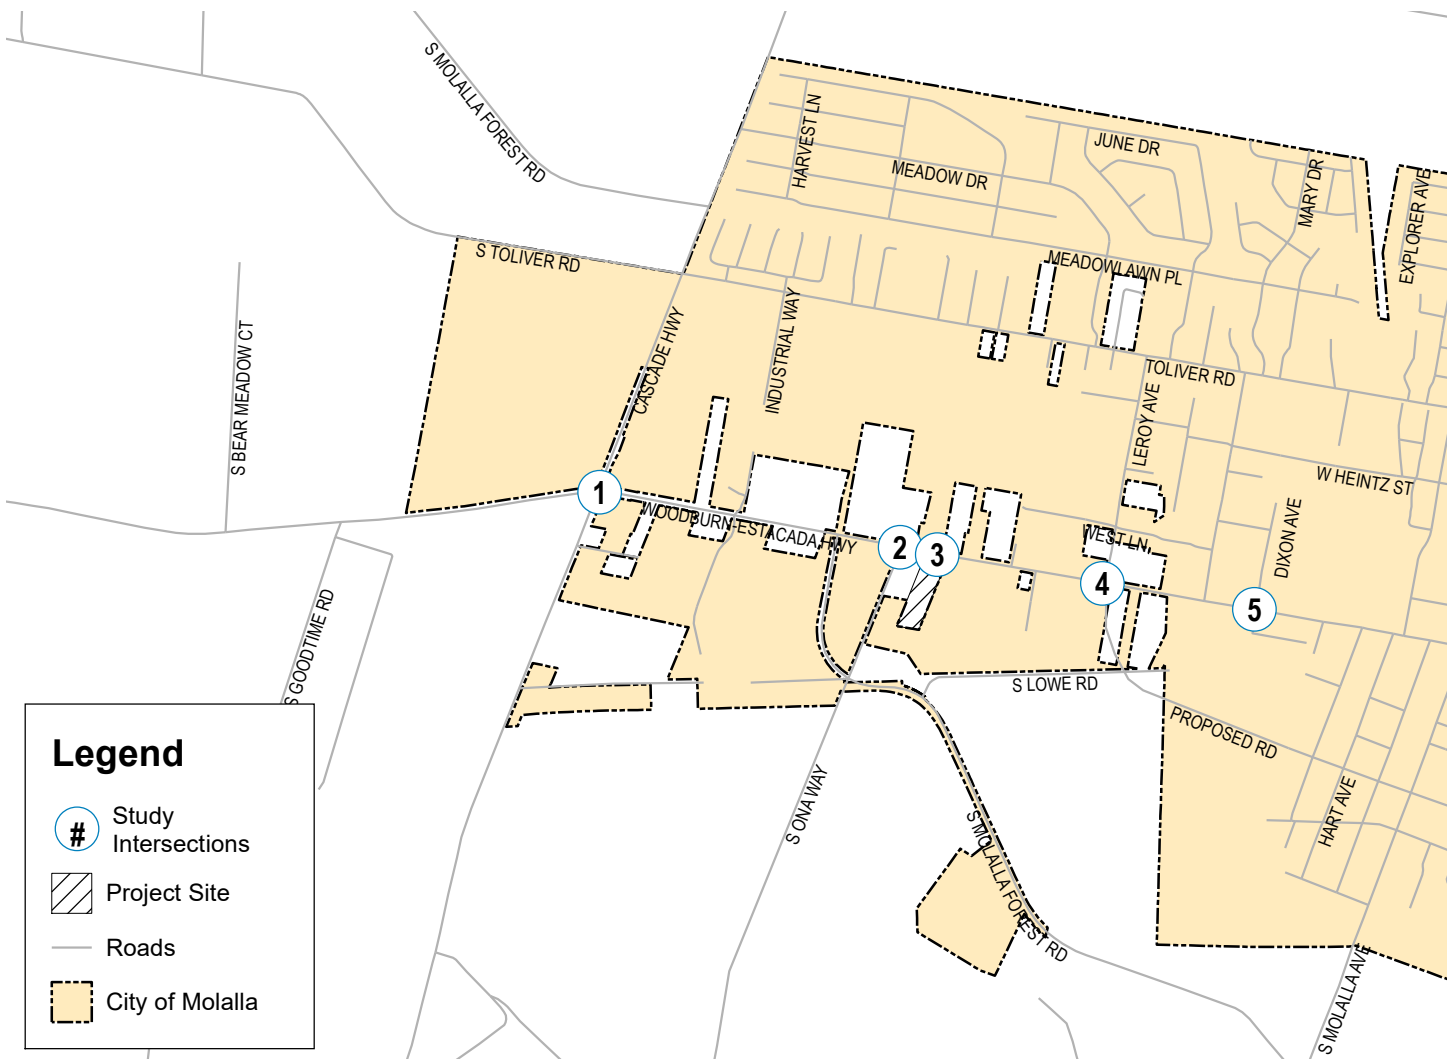 S MOLALLA FOREST RD
HARVEST LN
JUNE DR
MEADOW DR
MARY DR
EXPLORER AVE
S TOLIVER RD
MEADOWLAWN PL
S BEAR MEADOW CT
CASCADE HWY
INDUSTRIAL WAY
TOLIVER RD
LEROY AVE
W HEINTZ ST
1
WOODBURN-ESTACADA HWY
2
3
WEST LN
DIXON AVE
4
5
S GOODTIME RD
S LOWE RD
PROPOSED RD
S ONA WAY
HART AVE
S MOLALLA FOREST RD
S MOLALLA AVE
Legend
#
Study
Intersections
Project Site
Roads
City of Molalla